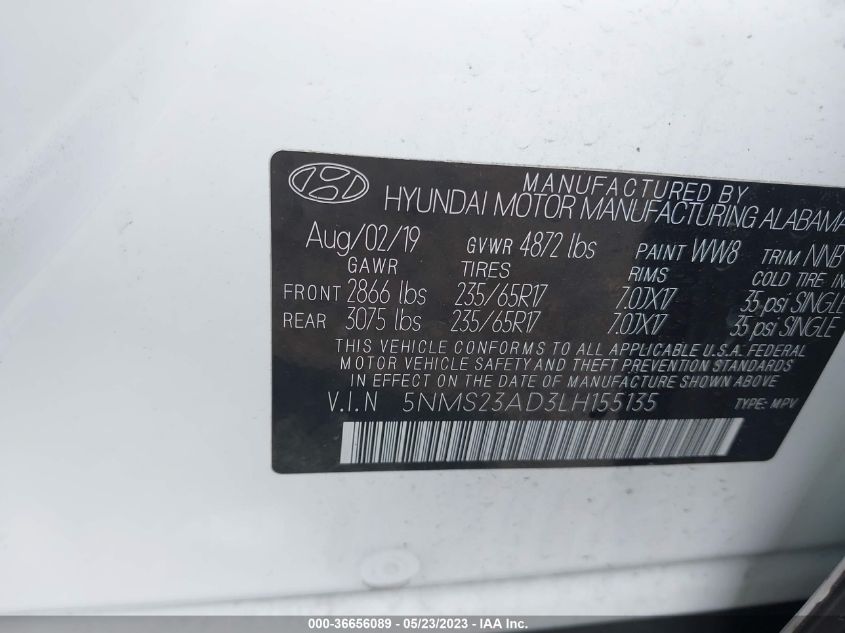 MANUFACTURED BY
HYUNDAI MOTOR MANUFACTURING ALABAMA
Aug/02/19 GVWR 4872 lbs PAINT WW8 TRIM NNB
GAWR TIRES RIMS COLD TIRE IN
FRONT 2866 lbs 235/65R17 7.0JX17 35 psi SINGLE
REAR 3075 lbs 235/65R17 7.0JX17 35 psi SINGLE
THIS VEHICLE CONFORMS TO ALL APPLICABLE U.S.A. FEDERAL
MOTOR VEHICLE SAFETY AND THEFT PREVENTION STANDARDS
IN EFFECT ON THE DATE OF MANUFACTURE SHOWN ABOVE
V.I.N 5NMS23AD3LH155135 TYPE: MPV
000-36656089 - 05/23/2023 - IAA Inc.